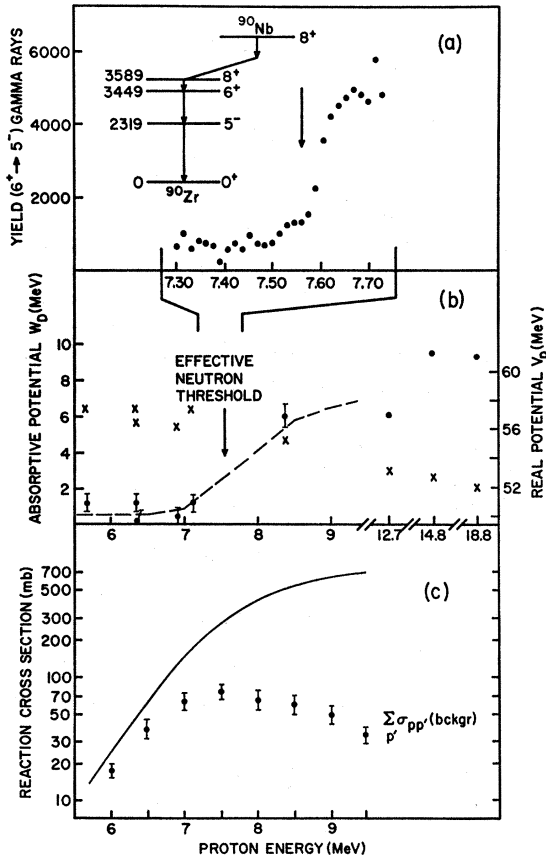 (a)
YIELD (6⁺→ 5⁻) GAMMA RAYS
6000
4000
2000
⁹⁰Nb
8⁺
3589 8⁺
3449 6⁺
2319 5⁻
0 0⁺
⁹⁰Zr
7.30 7.40 7.50 7.60 7.70
(b)
ABSORPTIVE POTENTIAL W_D (MeV)
10
8
6
4
2
EFFECTIVE
NEUTRON
THRESHOLD
REAL POTENTIAL V_R (MeV)
60
56
52
6 7 8 9 12.7 14.8 18.8
(c)
REACTION CROSS SECTION (mb)
700
500
300
200
100
70
50
30
20
10
Σσpp'(bckgr)
p'
6 7 8 9
PROTON ENERGY (MeV)